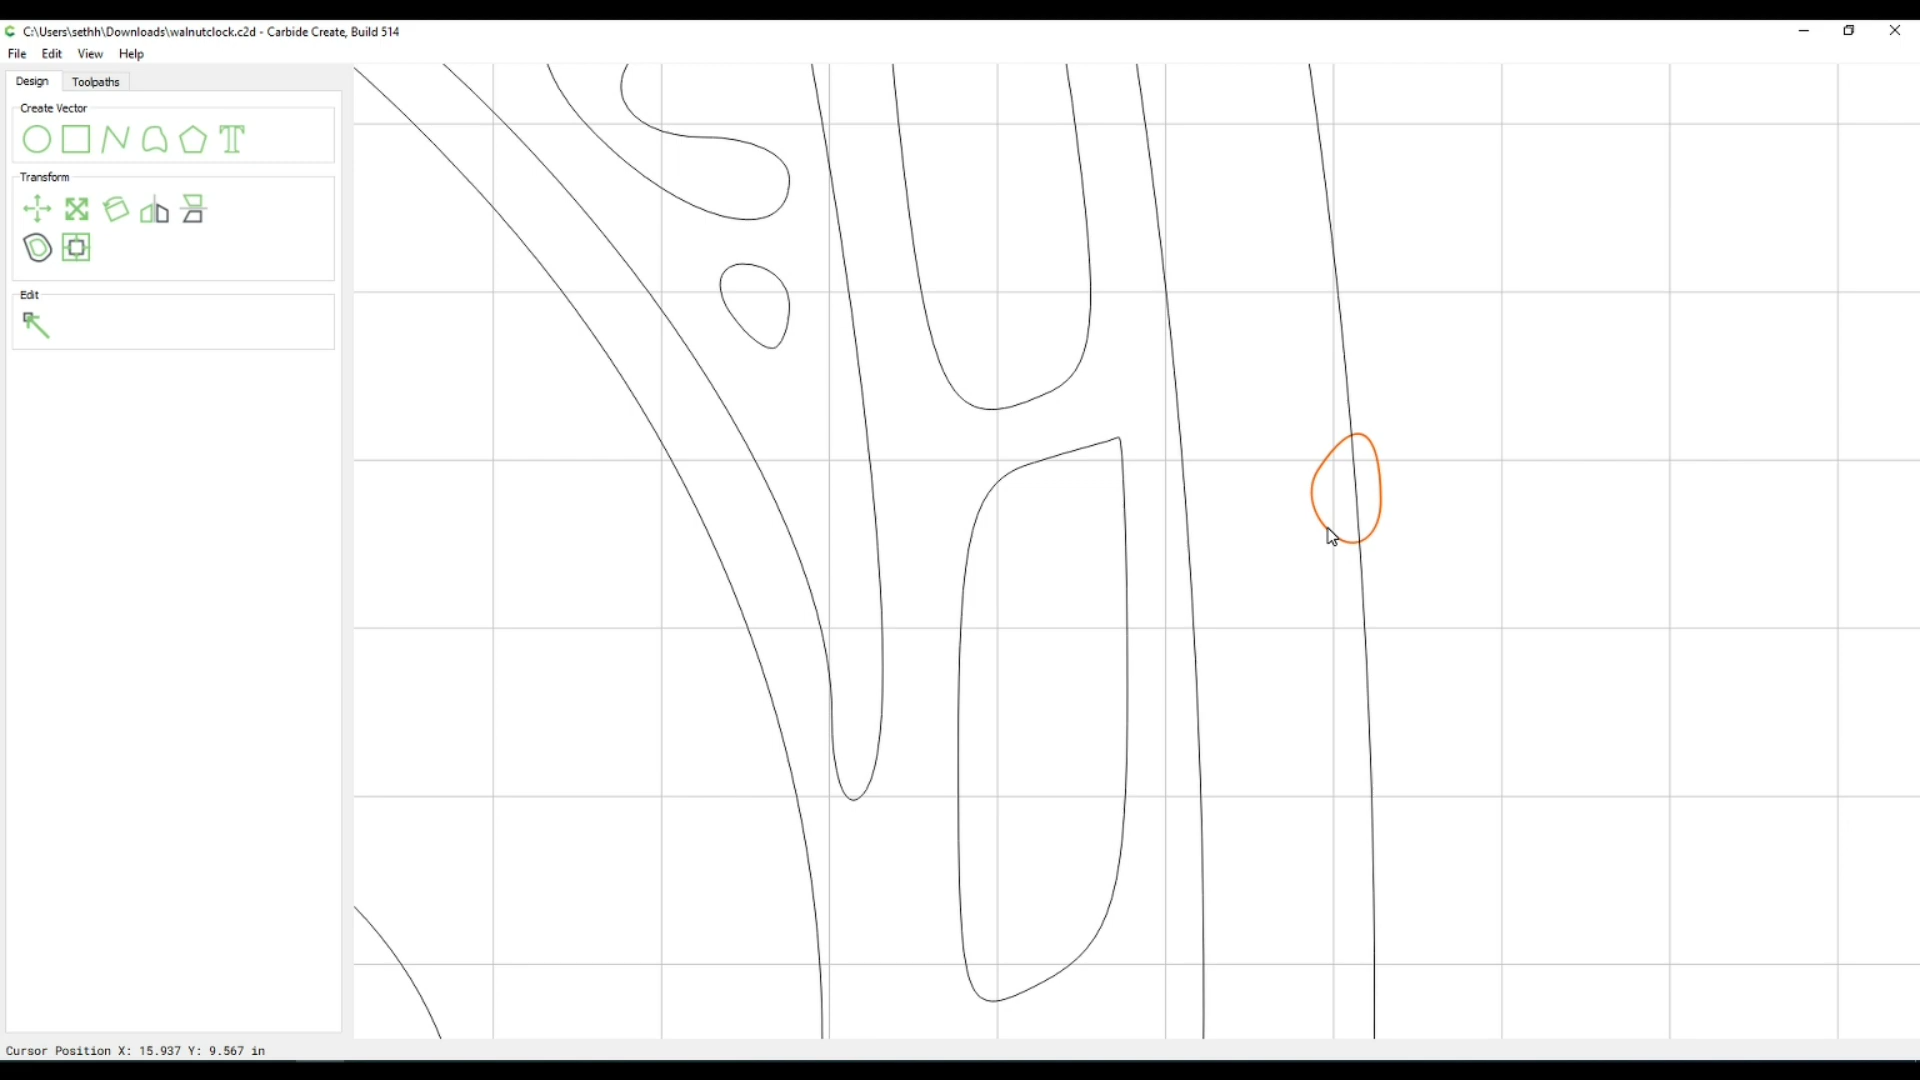 C:\Users\sethh\Downloads\walnutclock.c2d - Carbide Create, Build 514
File Edit View Help
Design Toolpaths
Create Vector
Transform
Edit
Cursor Position X: 15.937 Y: 9.567 in